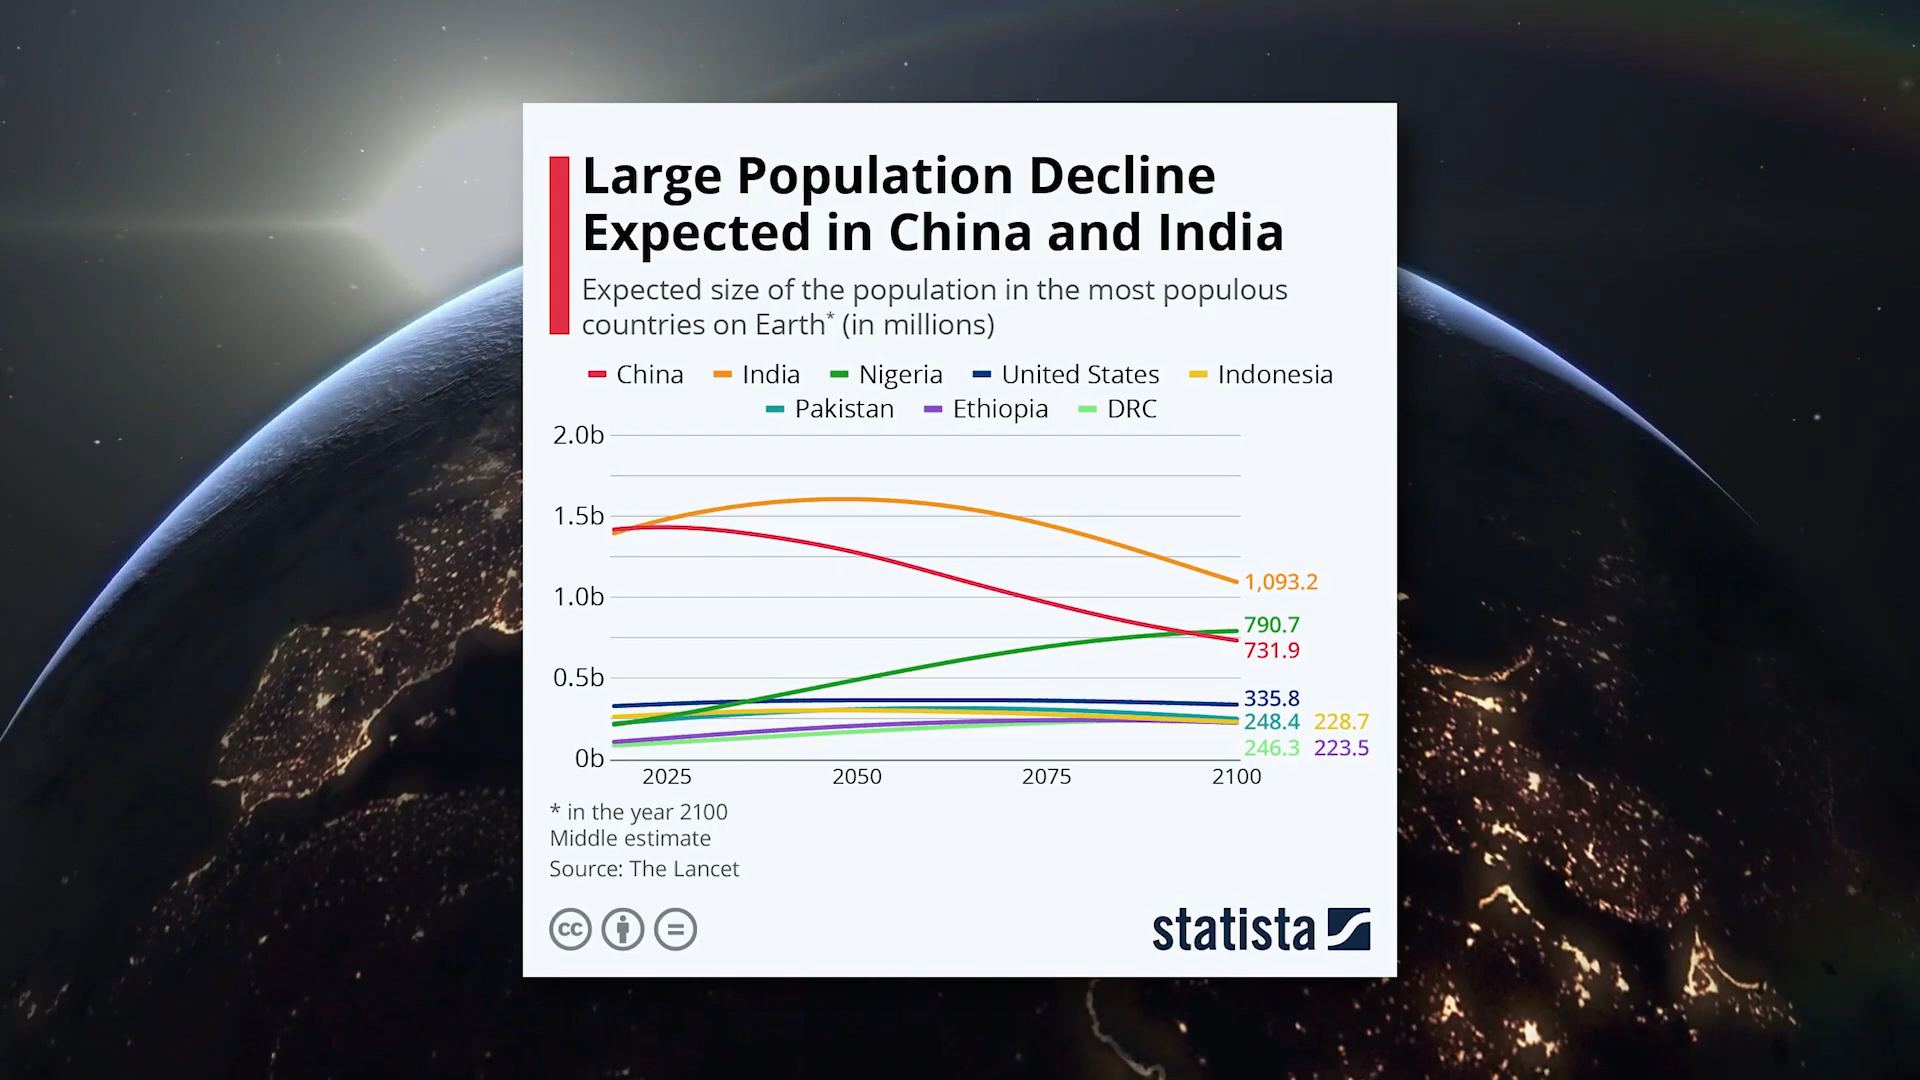 Large Population Decline
Expected in China and India
Expected size of the population in the most populous
countries on Earth* (in millions)
China India Nigeria United States Indonesia
Pakistan Ethiopia DRC
2.0b
1.5b
1.0b
0.5b
0b
1,093.2
790.7
731.9
335.8
248.4 228.7
246.3 223.5
2025 2050 2075 2100
* in the year 2100
Middle estimate
Source: The Lancet
cc =
statista